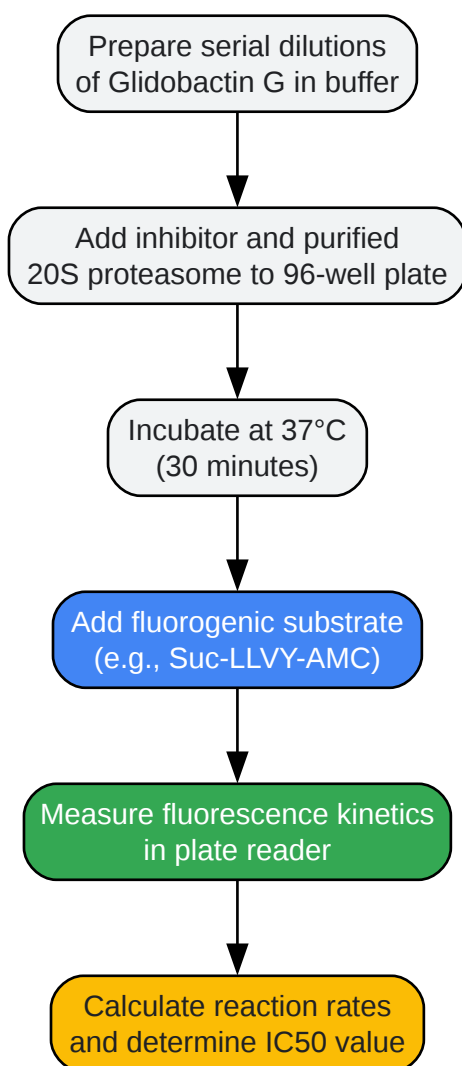 Prepare serial dilutions
of Glidobactin G in buffer
Add inhibitor and purified
20S proteasome to 96-well plate
Incubate at 37°C
(30 minutes)
Add fluorogenic substrate
(e.g., Suc-LLVY-AMC)
Measure fluorescence kinetics
in plate reader
Calculate reaction rates
and determine IC50 value